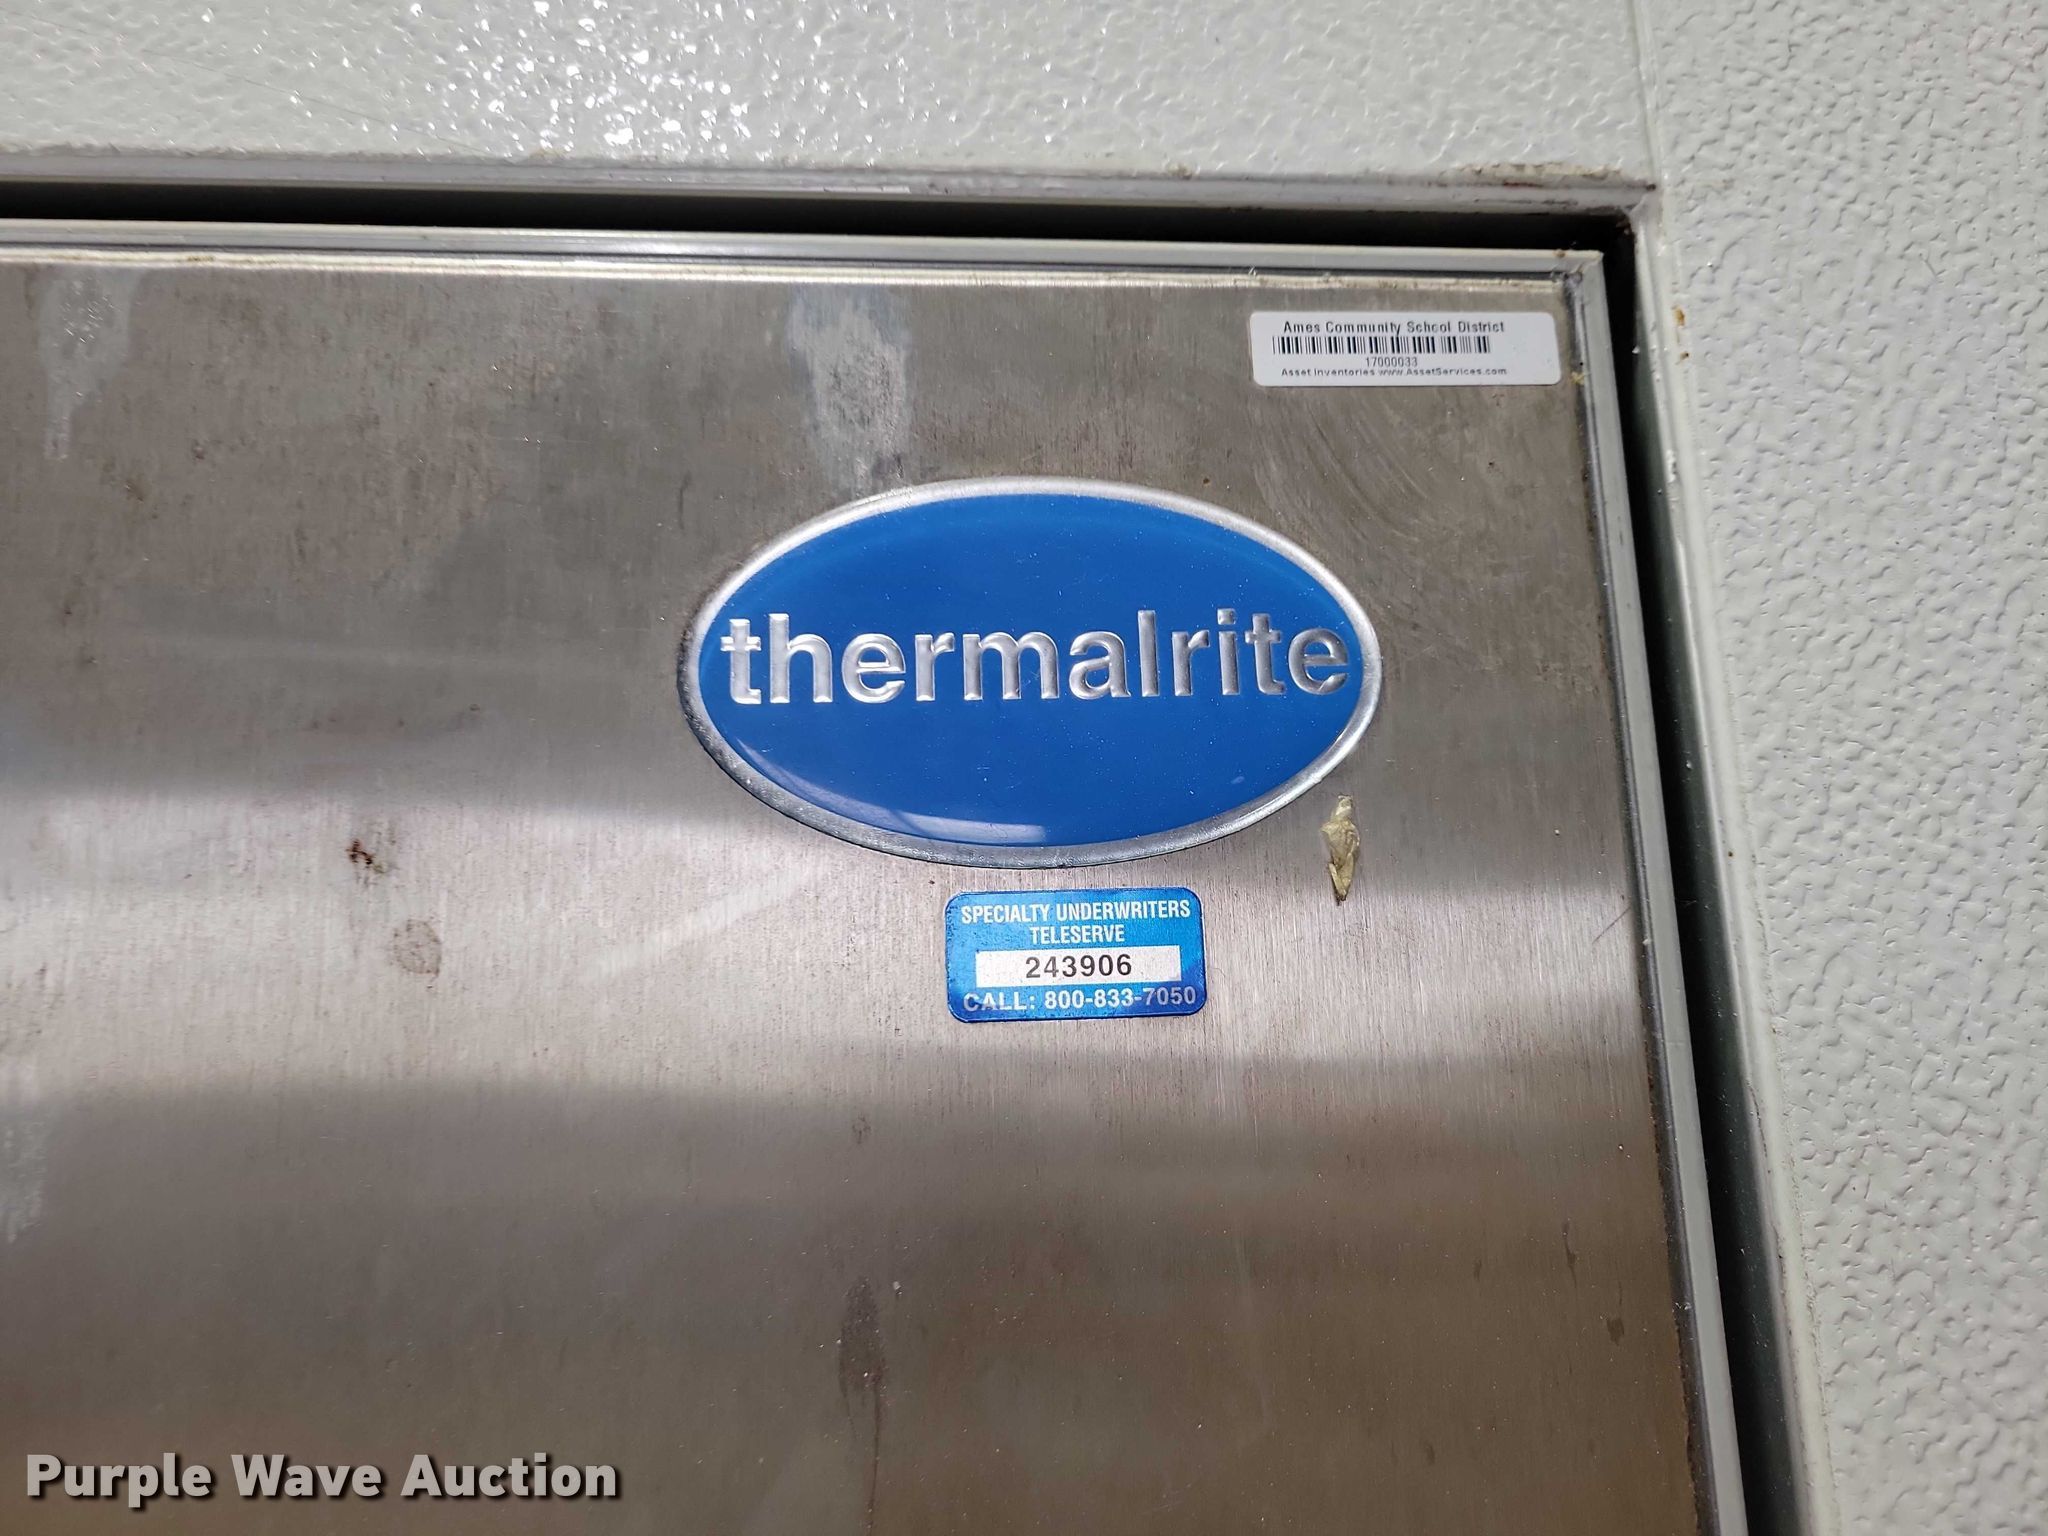 Ames Community School District
17000033
Asset Inventories www.AssetServices.com
thermalrite
SPECIALTY UNDERWRITERS
TELESERVE
243906
CALL: 800-833-7050
Purple Wave Auction